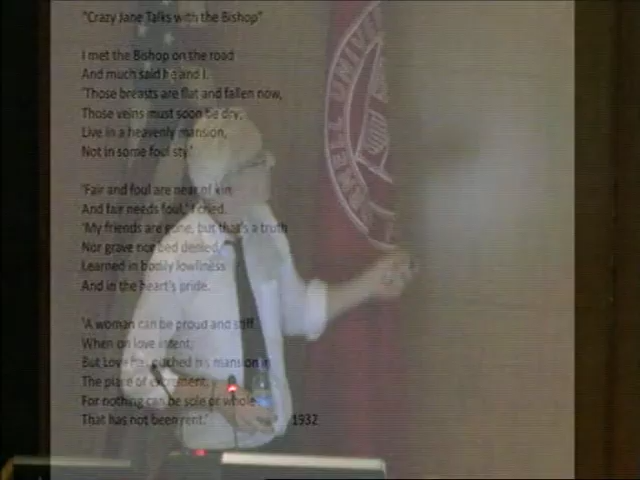 "Crazy Jane Talks with the Bishop"
I met the Bishop on the road
And much said he and I.
'Those breasts are flat and fallen now,
Those veins must soon be dry;
Live in a heavenly mansion,
Not in some foul sty.'
'Fair and foul are near of kin,
And fair needs foul,' I cried.
'My friends are gone, but that's a truth
Nor grave nor bed denied,
Learned in bodily lowliness
And in the heart's pride.
'A woman can be proud and stiff
When on love intent;
But Love has pitched his mansion in
The place of excrement;
For nothing can be sole or whole
That has not been rent.' 1932
NELL UNIVE